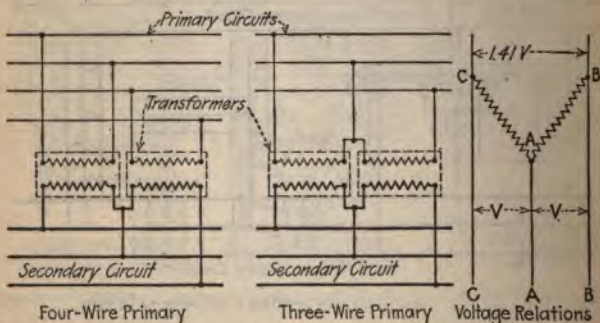 Primary Circuits
1.41 V
C
B
Transformers
A
V
V
Secondary Circuit
Secondary Circuit
C
A
B
Four-Wire Primary
Three-Wire Primary
Voltage Relations